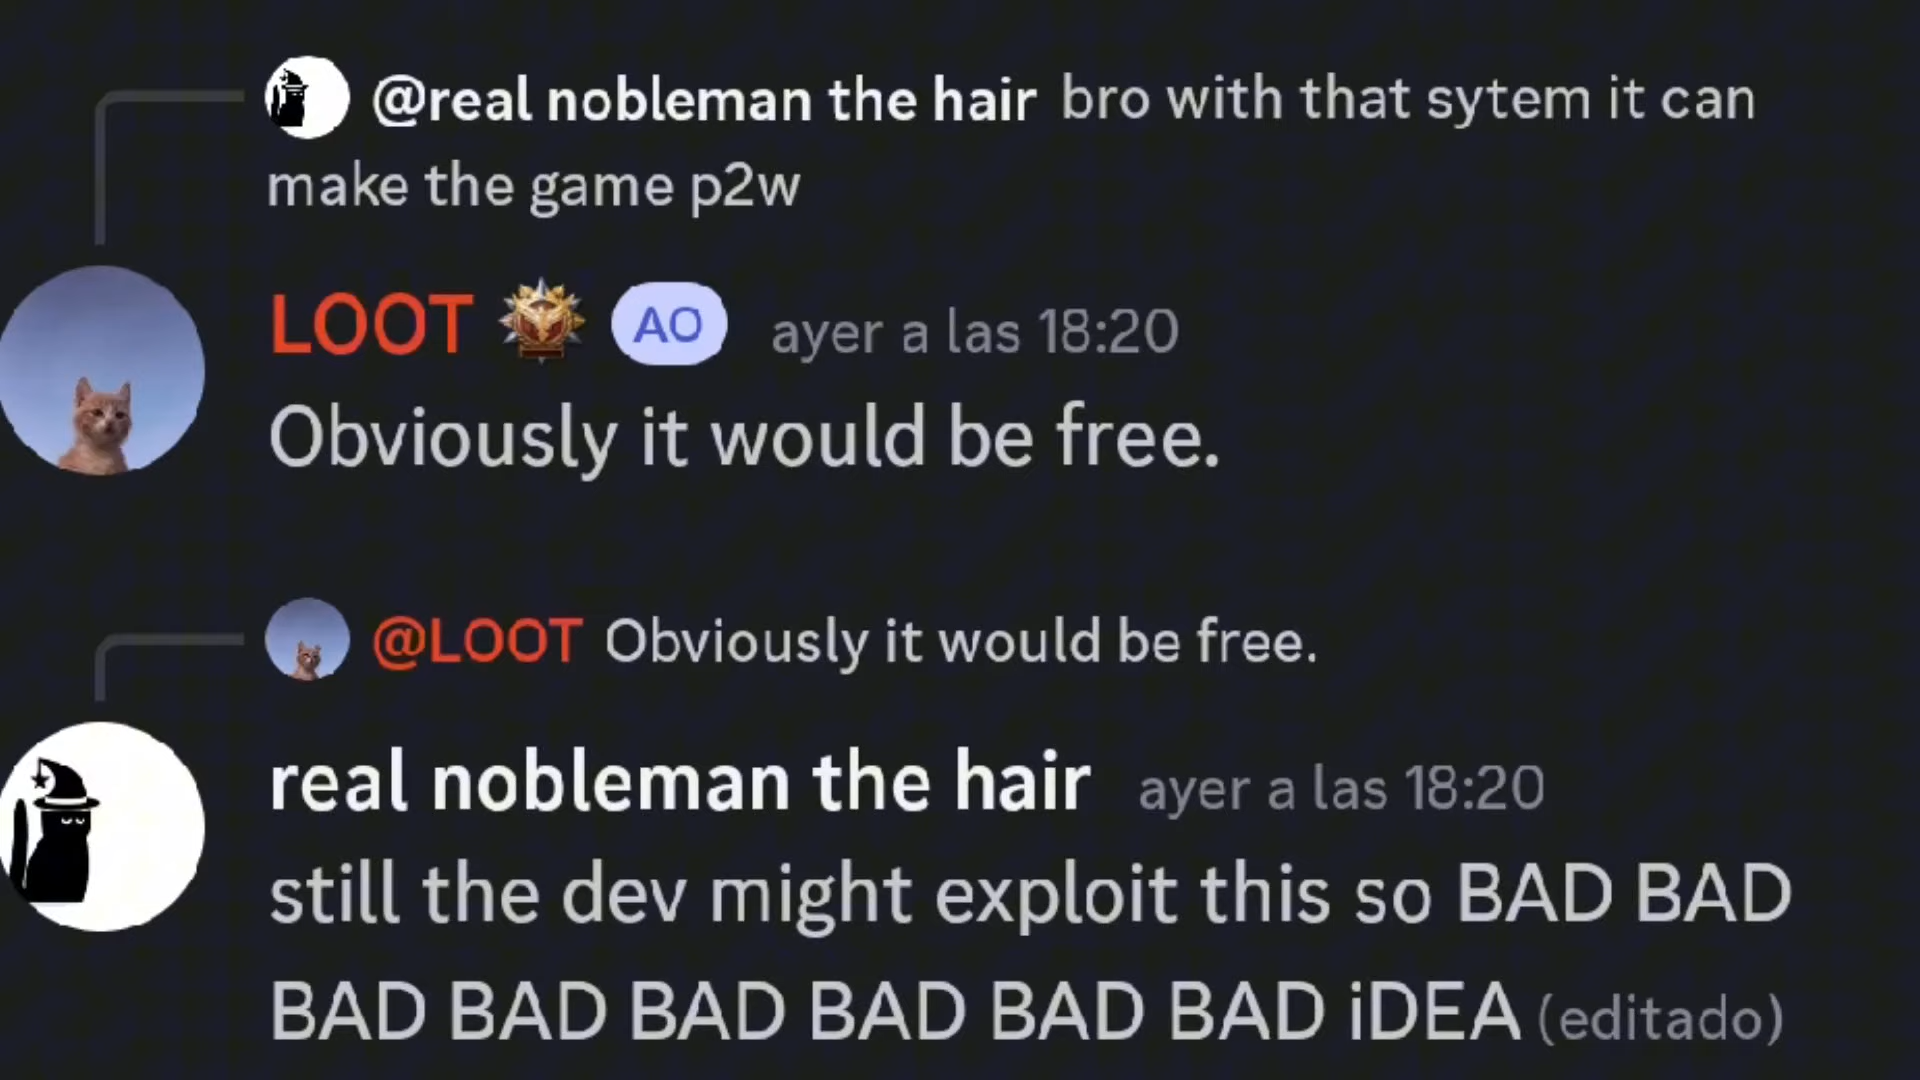 @real nobleman the hair bro with that sytem it can
make the game p2w
LOOT AO ayer a las 18:20
Obviously it would be free.
@LOOT Obviously it would be free.
real nobleman the hair ayer a las 18:20
still the dev might exploit this so BAD BAD
BAD BAD BAD BAD BAD BAD iDEA (editado)